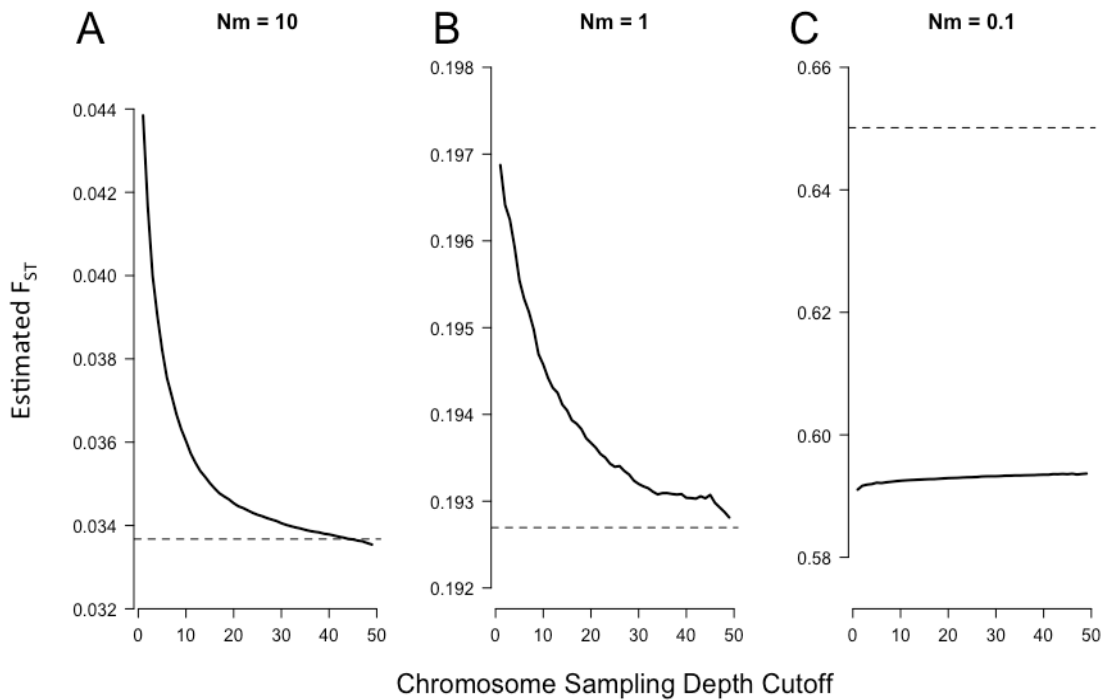 A
Nm = 10
B
Nm = 1
C
Nm = 0.1
Estimated FST
0.044
0.042
0.040
0.038
0.036
0.034
0.032
0 10 20 30 40 50
0.198
0.197
0.196
0.195
0.194
0.193
0.192
0 10 20 30 40 50
0.66
0.64
0.62
0.60
0.58
0 10 20 30 40 50
Chromosome Sampling Depth Cutoff